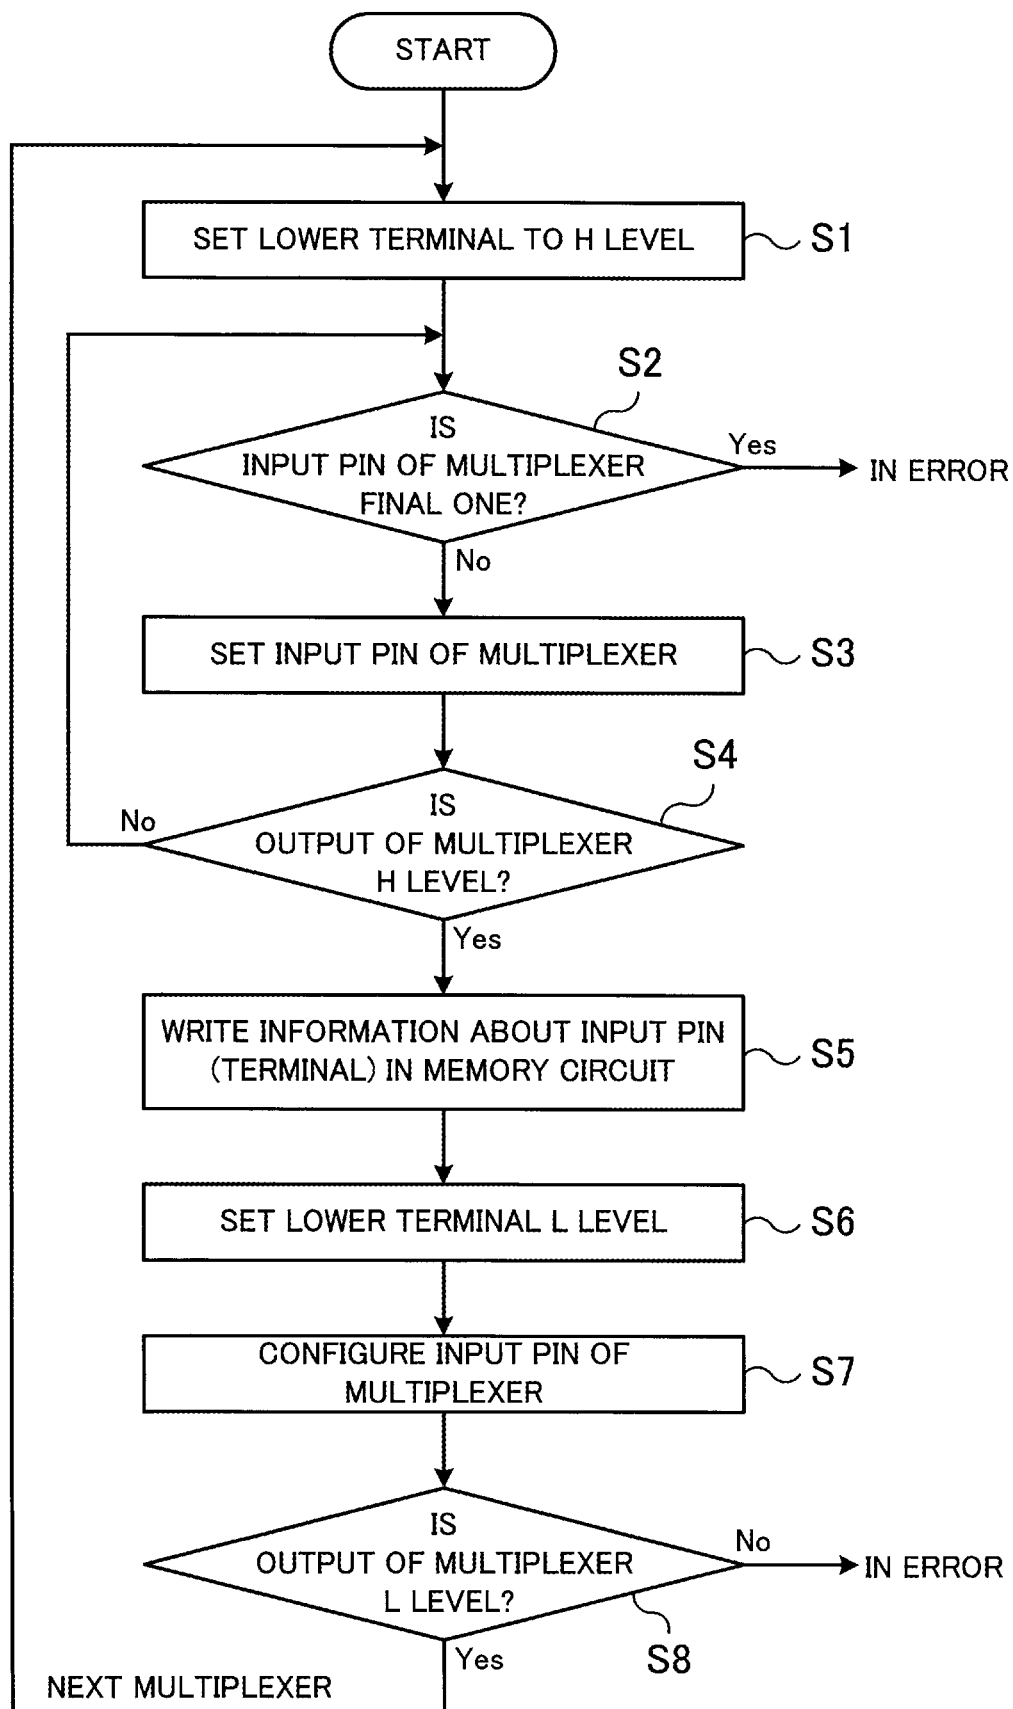 START
SET LOWER TERMINAL TO H LEVEL
S1
S2
IS
INPUT PIN OF MULTIPLEXER
FINAL ONE?
Yes
IN ERROR
No
SET INPUT PIN OF MULTIPLEXER
S3
S4
IS
OUTPUT OF MULTIPLEXER
H LEVEL?
No
Yes
WRITE INFORMATION ABOUT INPUT PIN
(TERMINAL) IN MEMORY CIRCUIT
S5
SET LOWER TERMINAL L LEVEL
S6
CONFIGURE INPUT PIN OF
MULTIPLEXER
S7
IS
OUTPUT OF MULTIPLEXER
L LEVEL?
No
IN ERROR
S8
Yes
NEXT MULTIPLEXER